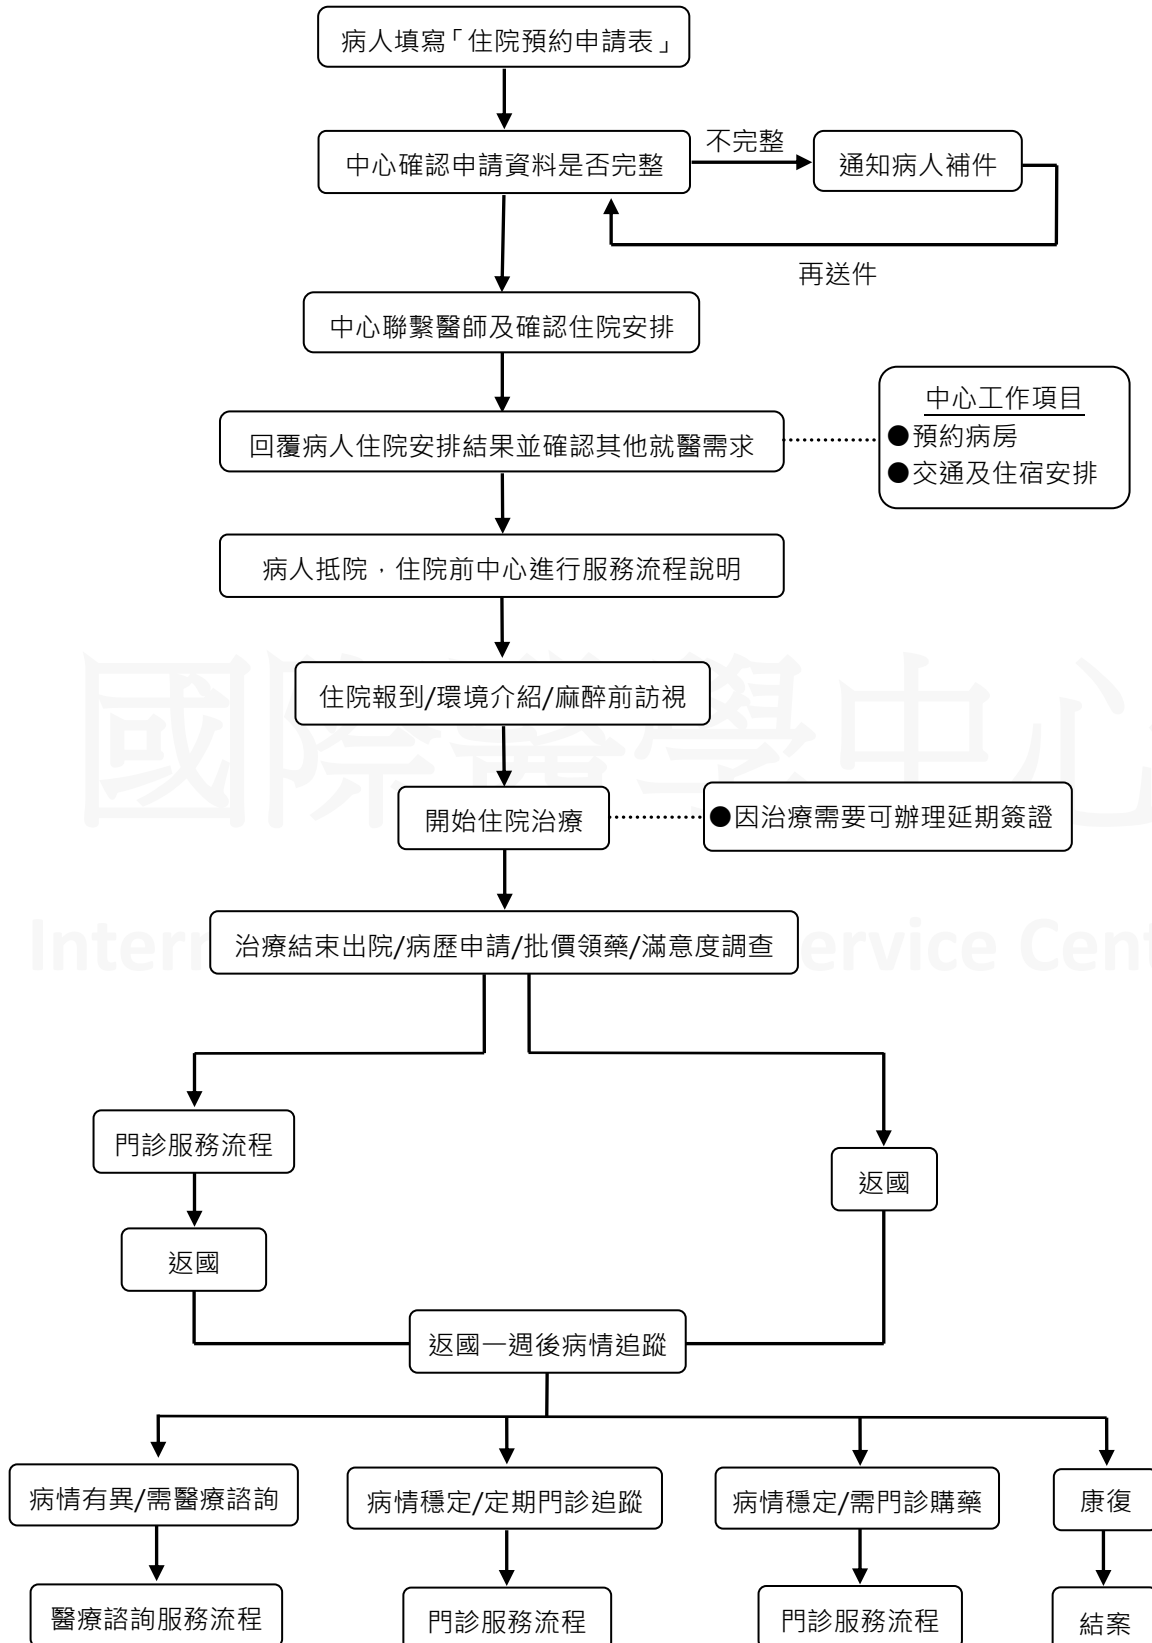 病人填寫「住院預約申請表」
中心確認申請資料是否完整
不完整
通知病人補件
再送件
中心聯繫醫師及確認住院安排
回覆病人住院安排結果並確認其他就醫需求
中心工作項目
●預約病房
●交通及住宿安排
病人抵院，住院前中心進行服務流程說明
住院報到/環境介紹/麻醉前訪視
國際醫學中心
開始住院治療
●因治療需要可辦理延期簽證
治療結束出院/病歷申請/批價領藥/滿意度調查
門診服務流程
返國
返國
返國一週後病情追蹤
病情有異/需醫療諮詢
病情穩定/定期門診追蹤
病情穩定/需門診購藥
康復
醫療諮詢服務流程
門診服務流程
門診服務流程
結案